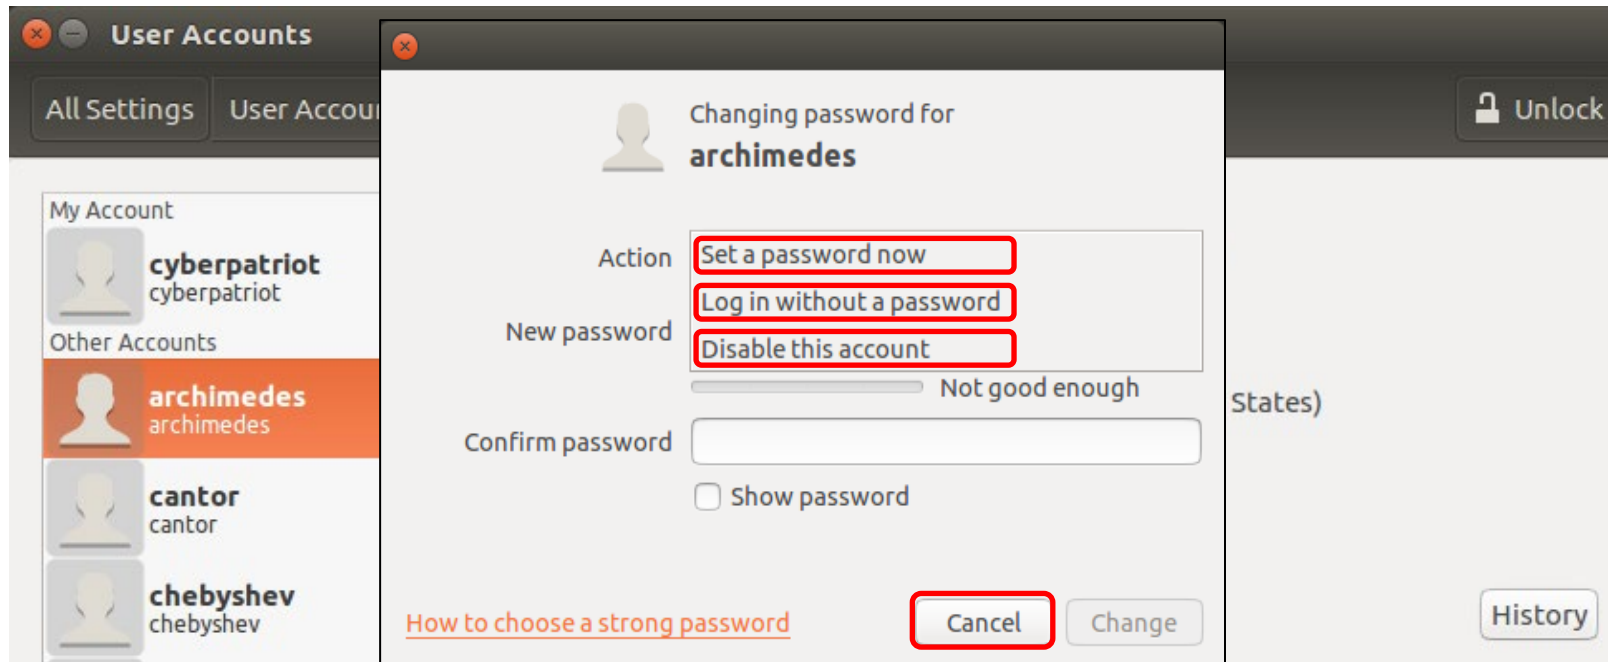 User Accounts
All Settings
User Accou
Unlock
My Account
cyberpatriot
cyberpatriot
Other Accounts
archimedes
archimedes
cantor
cantor
chebyshev
chebyshev
Changing password for
archimedes
Action
Set a password now
Log in without a password
New password
Disable this account
Not good enough
Confirm password
Show password
How to choose a strong password
Cancel
Change
States)
History